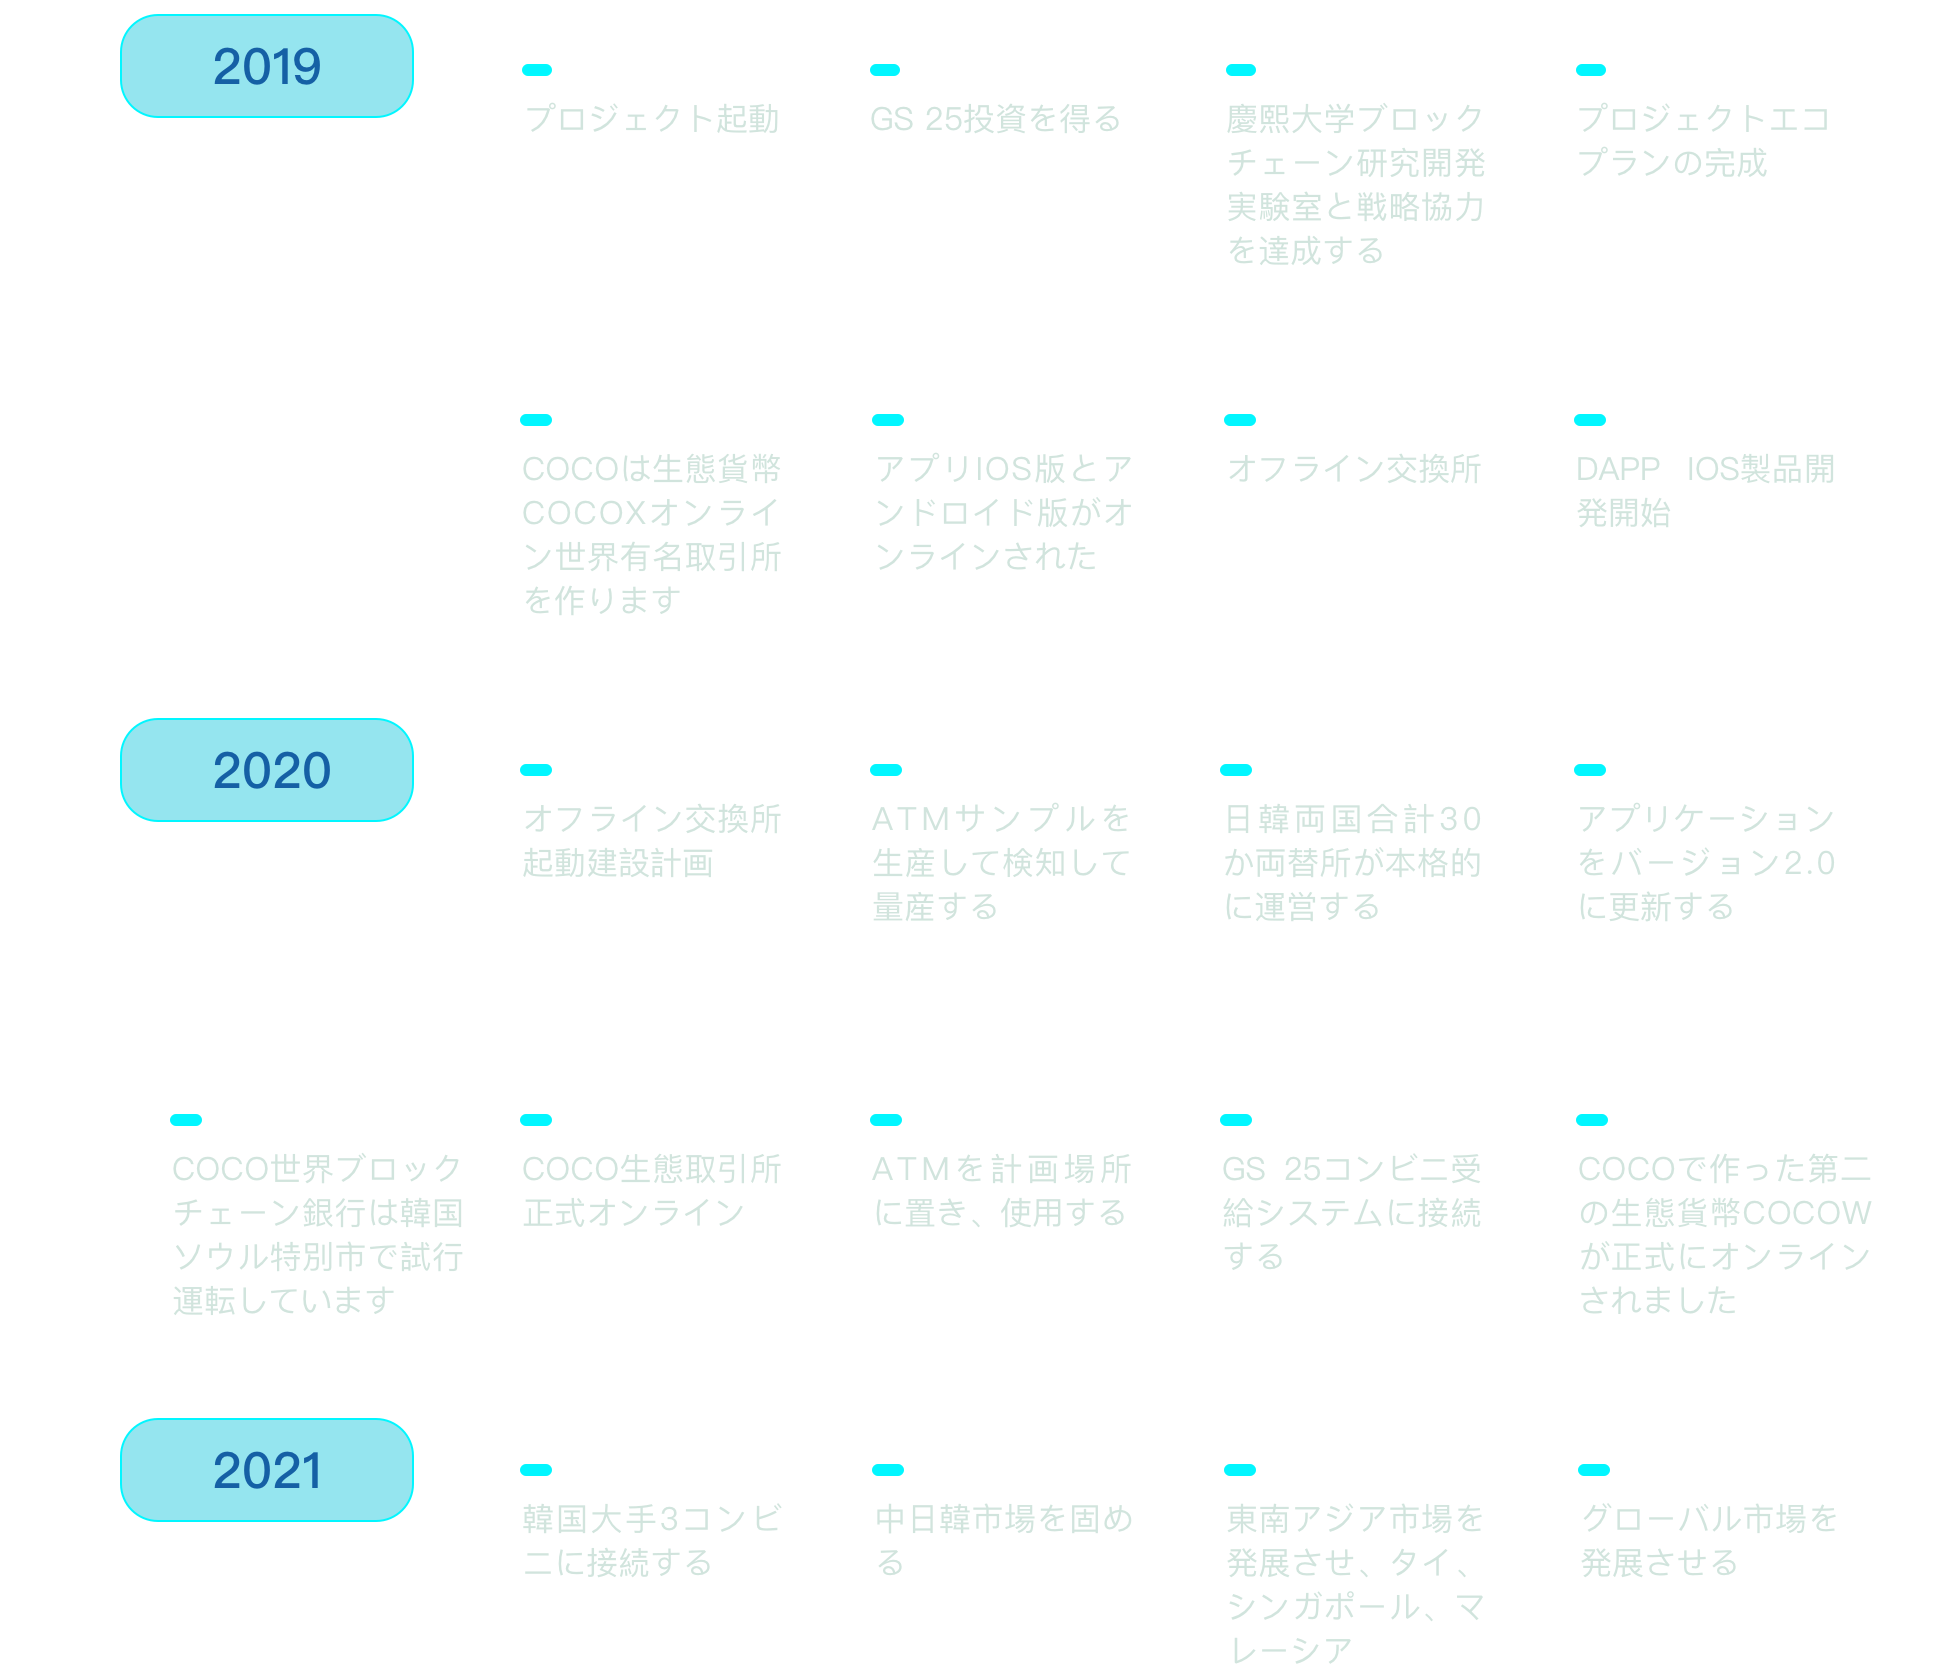 2019
プロジェクト起動
GS 25投資を得る
慶熙大学ブロック
チェーン研究開発
実験室と戦略協力
を達成する
プロジェクトエコ
プランの完成
COCOは生態貨幣
COCOXオンライ
ン世界有名取引所
を作ります
アプリIOS版とア
ンドロイド版がオ
ンラインされた
オフライン交換所
DAPP IOS製品開
発開始
2020
オフライン交換所
起動建設計画
ATMサンプルを
生産して検知して
量産する
日韓両国合計30
か両替所が本格的
に運営する
アプリケーション
をバージョン2.0
に更新する
COCO世界ブロック
チェーン銀行は韓国
ソウル特別市で試行
運転しています
COCO生態取引所
正式オンライン
ATMを計画場所
に置き、使用する
GS 25コンビニ受
給システムに接続
する
COCOで作った第二
の生態貨幣COCOW
が正式にオンライン
されました
2021
韓国大手3コンビ
ニに接続する
中日韓市場を固め
る
東南アジア市場を
発展させ、タイ、
シンガポール、マ
レーシア
グローバル市場を
発展させる